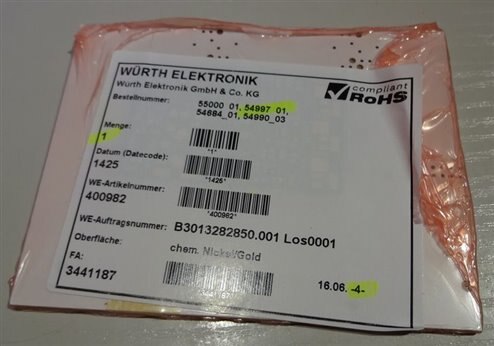 WÜRTH ELEKTRONIK
Würth Elektronik GmbH & Co. KG
compliant
RoHS
Bestellnummer:
55000_01, 54997_01,
54684_01, 54990_03
Menge:
1
"1"
Datum (Datecode):
1425
"1425"
WE-Artikelnummer:
400982
"400982"
WE-Auftragsnummer: B3013282850.001 Los0001
Oberfläche: chem. Nickel/Gold
FA:
3441187
16.06. -4-